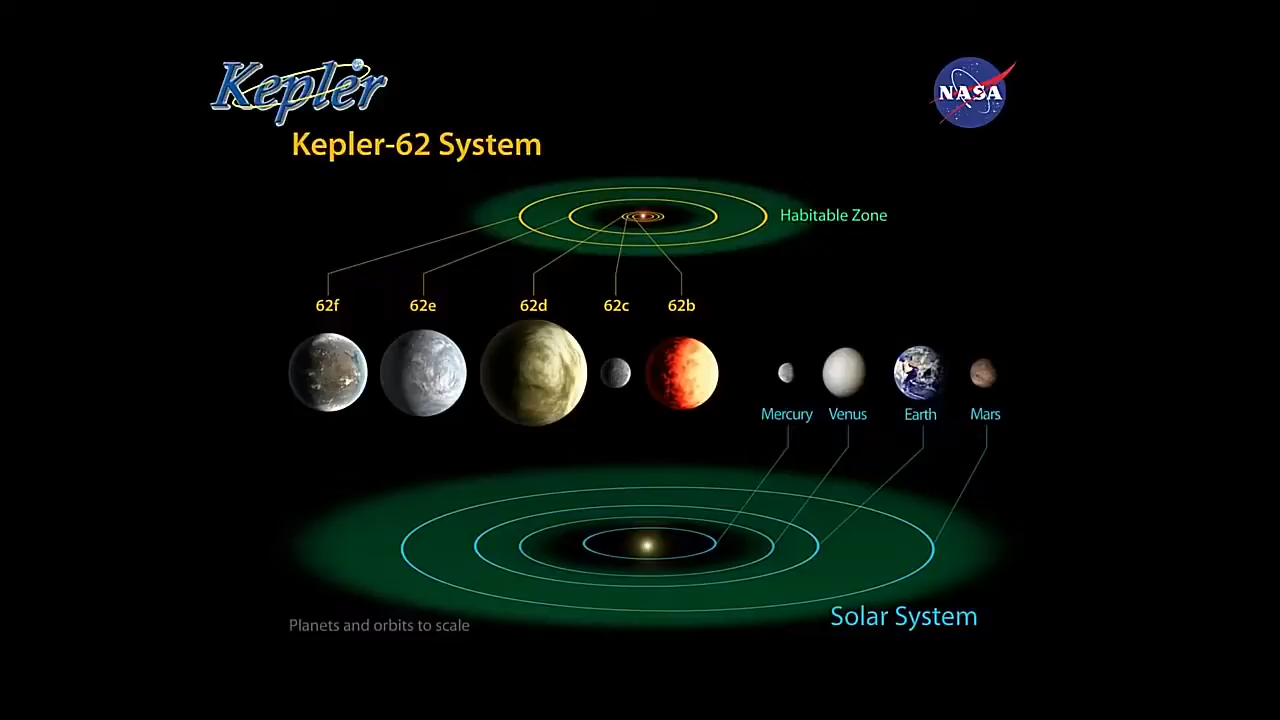 Kepler
NASA
Kepler-62 System
Habitable Zone
62f 62e 62d 62c 62b
Mercury Venus Earth Mars
Solar System
Planets and orbits to scale